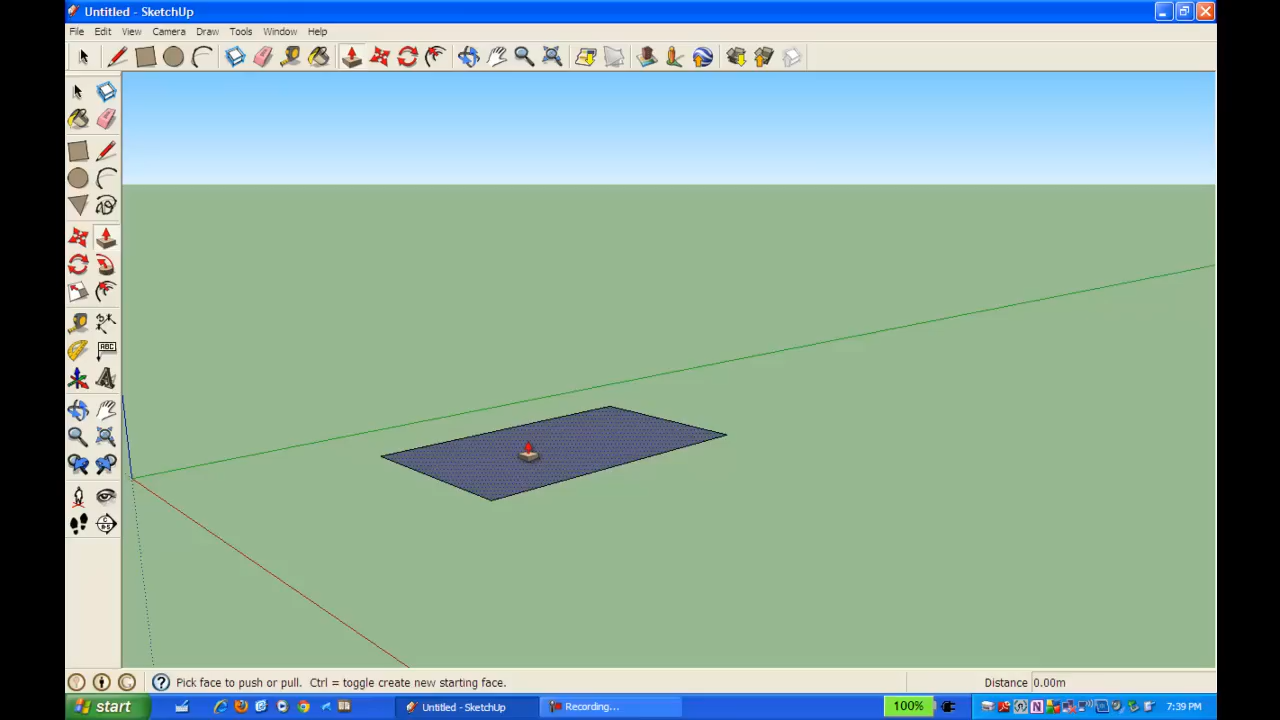 Untitled - SketchUp
File Edit View Camera Draw Tools Window Help
ABC
Pick face to push or pull. Ctrl = toggle create new starting face.
Distance 0.00m
start
Untitled - SketchUp
Recording...
100%
7:39 PM